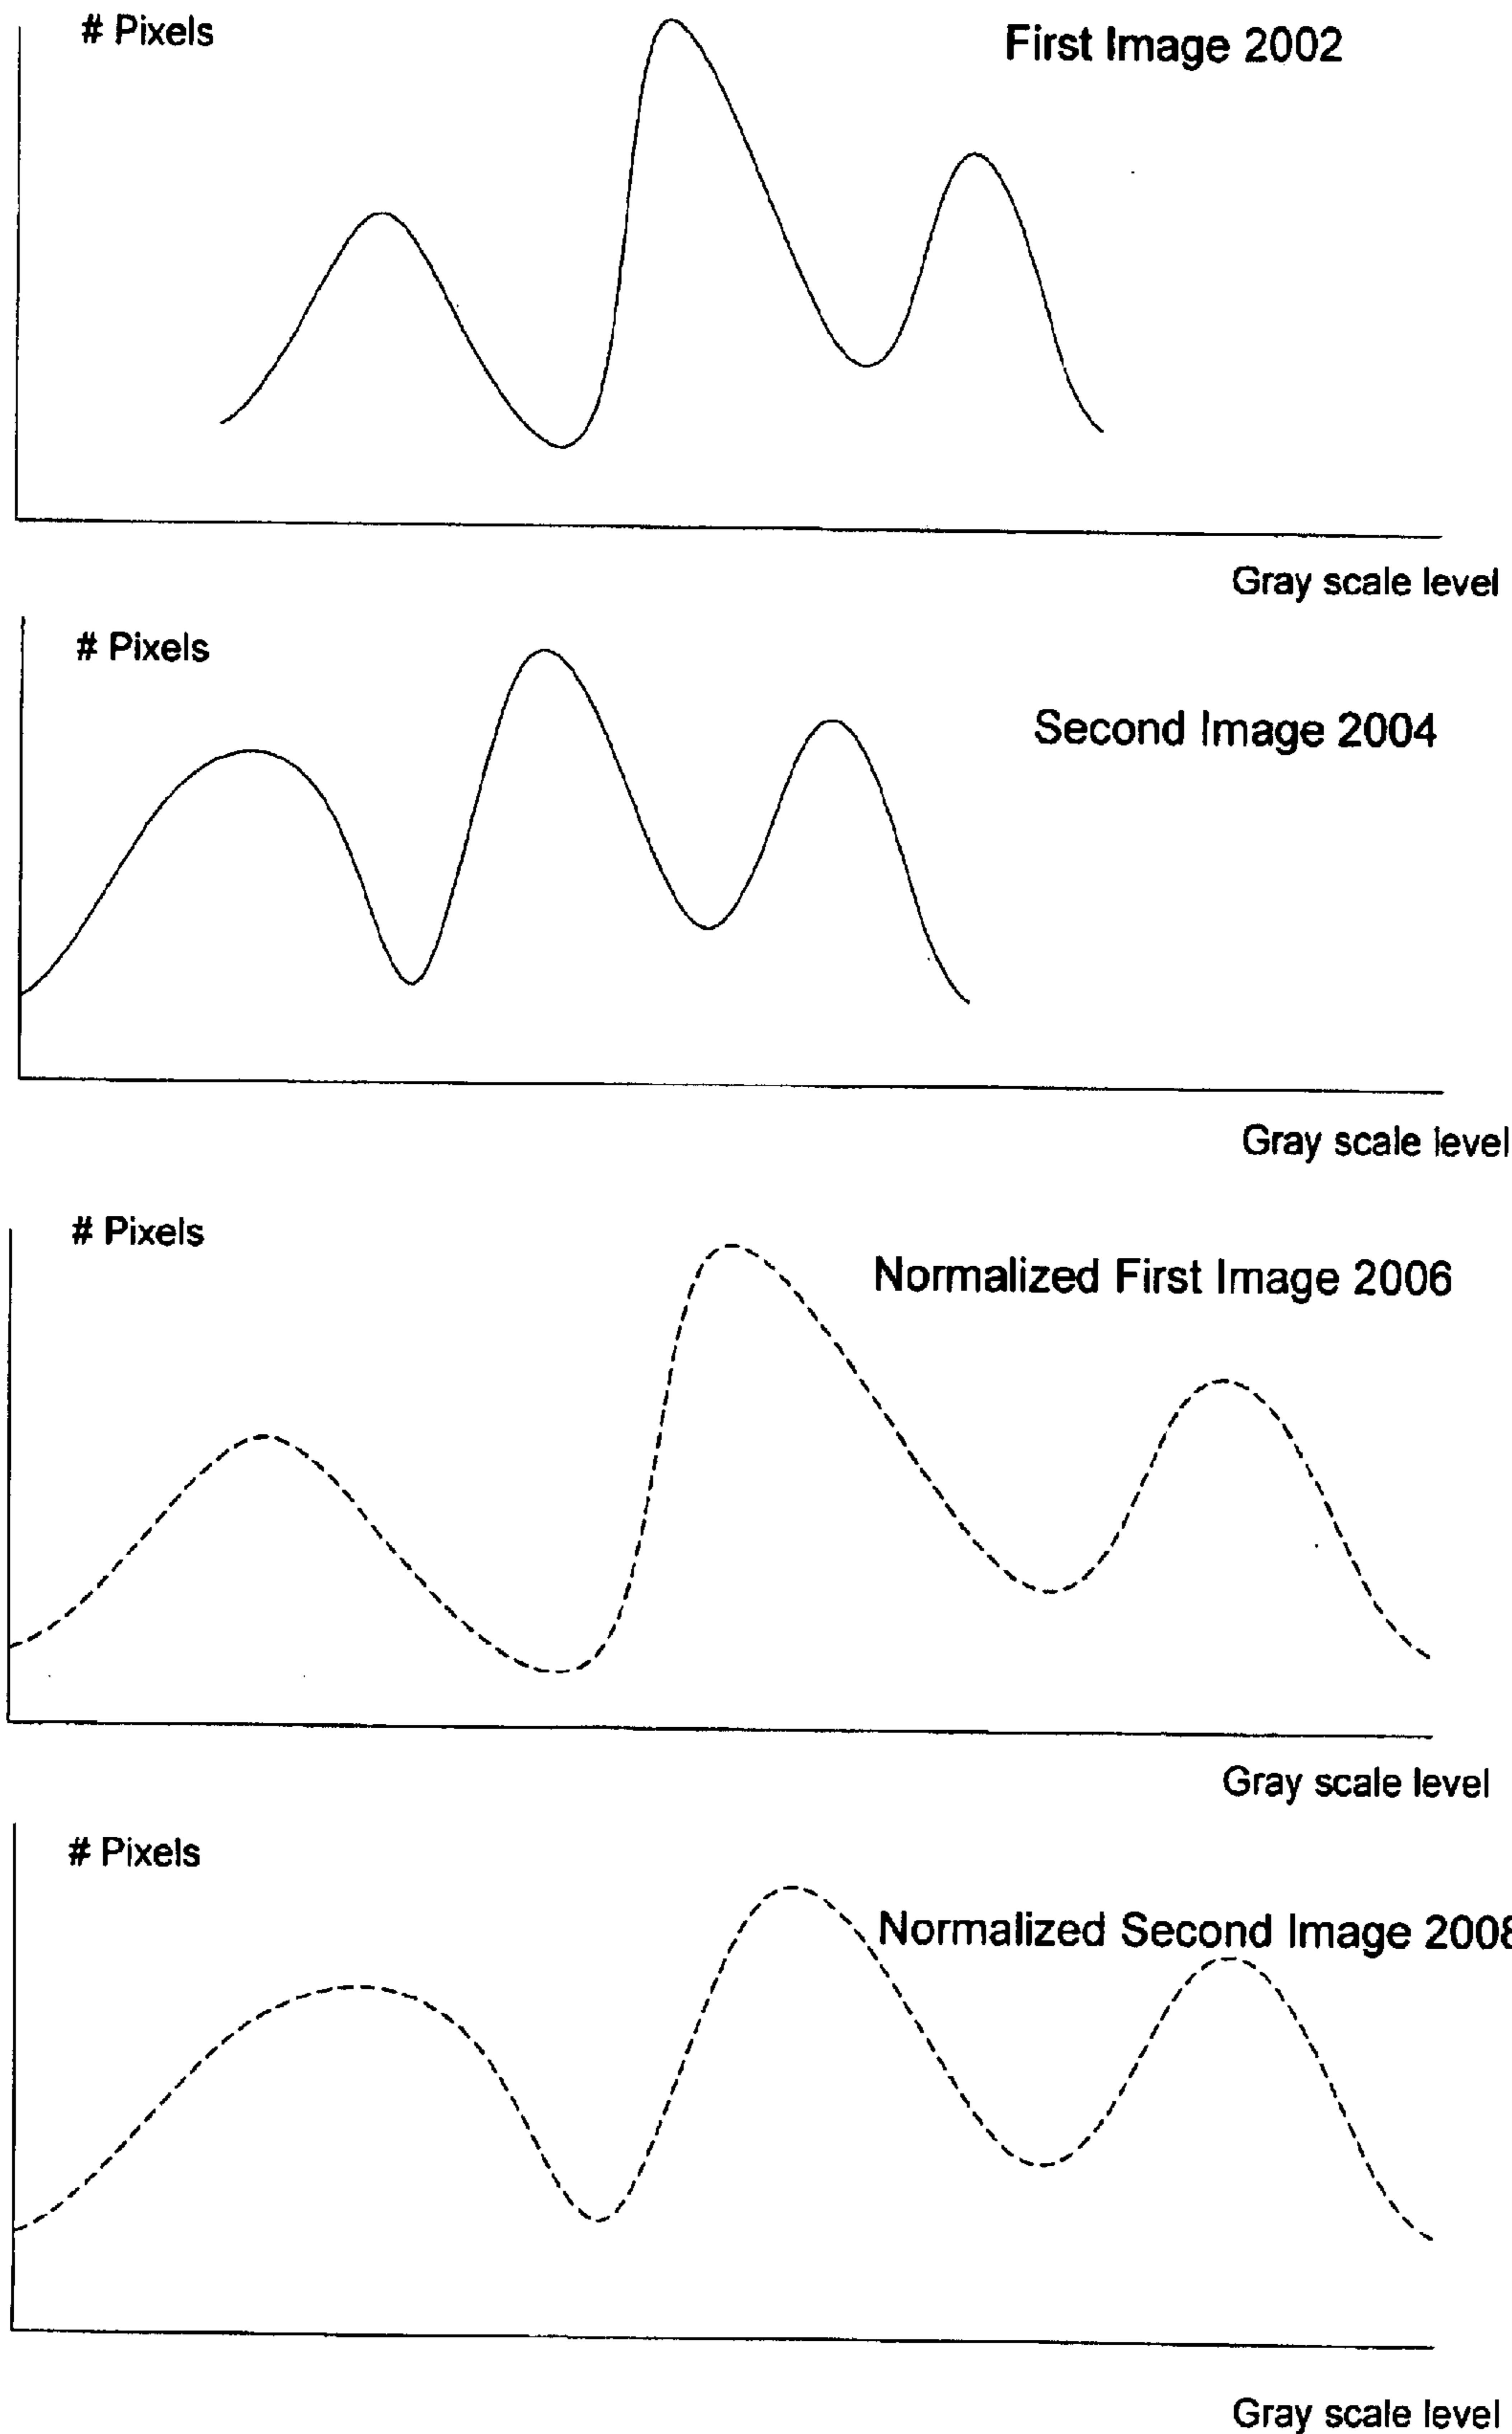 # Pixels
First Image 2002
Gray scale level
# Pixels
Second Image 2004
Gray scale level
# Pixels
Normalized First Image 2006
Gray scale level
# Pixels
Normalized Second Image 2008
Gray scale level